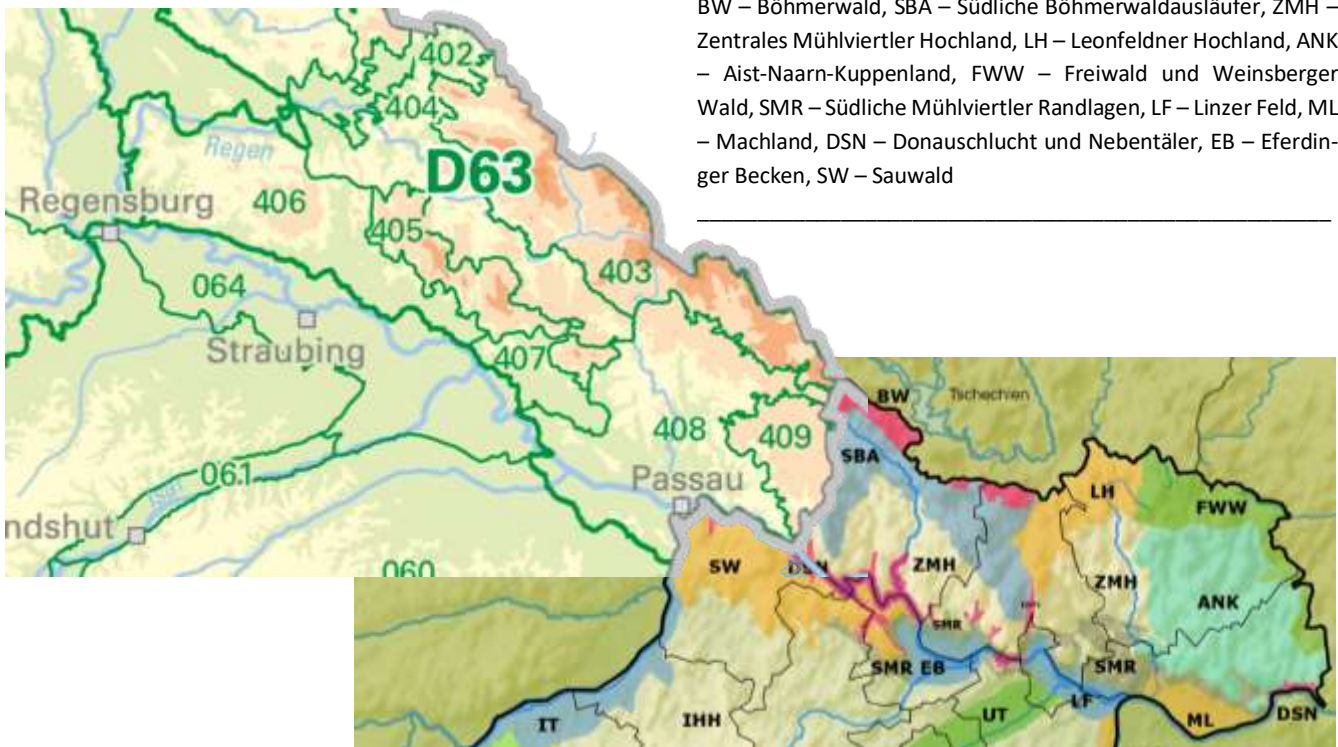 BW – Böhmerwald, SBA – Südliche Böhmerwaldausläufer, ZMH –
Zentrales Mühlviertler Hochland, LH – Leonfeldner Hochland, ANK
– Aist-Naarn-Kuppenland, FWW – Freiwald und Weinsberger
Wald, SMR – Südliche Mühlviertler Randlagen, LF – Linzer Feld, ML
– Machland, DSN – Donauschlucht und Nebentäler, EB – Eferdin-
ger Becken, SW – Sauwald
402
404
Regen
D63
Regensburg
406
405
403
064
Straubing
407
408
409
061
Isar
Passau
ndshut
060
BW
Tschechien
SBA
LH
FWW
SW
DSN
ZMH
ZMH
ANK
SMR
SMR EB
SMR
LF
IT
IHH
UT
ML
DSN